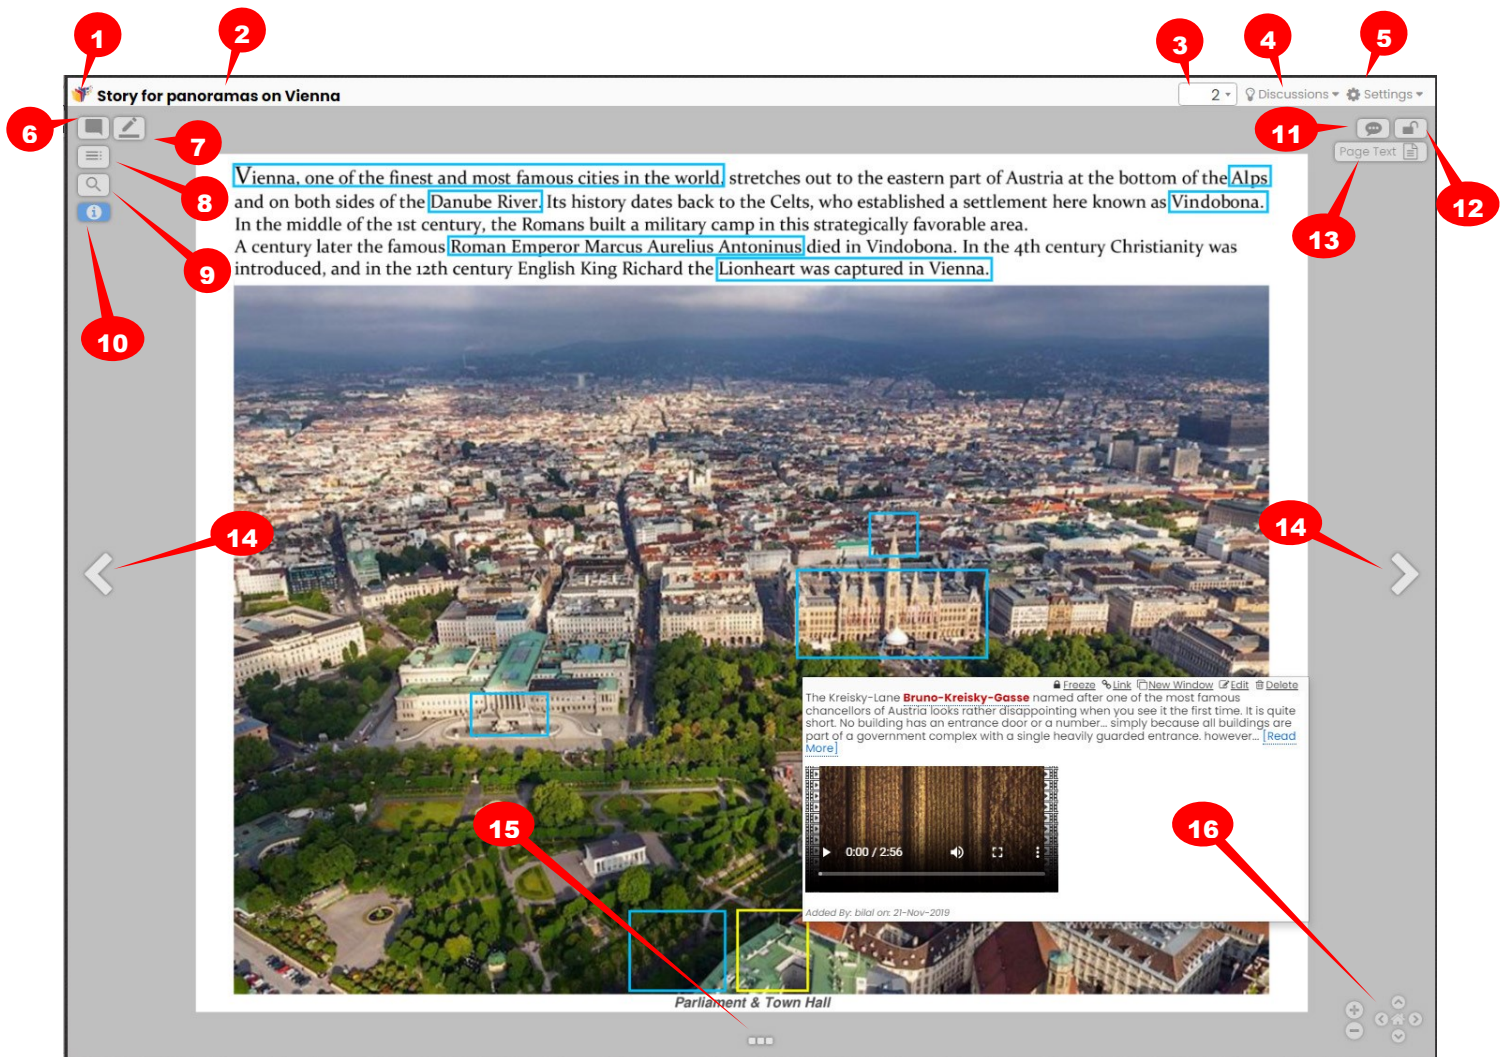 1
2
3
4
5
Story for panoramas on Vienna
2
Discussions
Settings
6
7
11
12
Page Text
8
13
9
10
Vienna, one of the finest and most famous cities in the world, stretches out to the eastern part of Austria at the bottom of the Alps
and on both sides of the Danube River. Its history dates back to the Celts, who established a settlement here known as Vindobona.
In the middle of the 1st century, the Romans built a military camp in this strategically favorable area.
A century later the famous Roman Emperor Marcus Aurelius Antoninus died in Vindobona. In the 4th century Christianity was
introduced, and in the 12th century English King Richard the Lionheart was captured in Vienna.
14
14
Freeze Link New Window Edit Delete
The Kreisky-Lane Bruno-Kreisky-Gasse named after one of the most famous
chancellors of Austria looks rather disappointing when you see it the first time. It is quite
short. No building has an entrance door or a number... simply because all buildings are
part of a government complex with a single heavily guarded entrance. however... [Read
More]
0:00 / 2:56
15
16
Added By: bilal on: 21-Nov-2019
WWW.AIRPANO.COM
Parliament & Town Hall